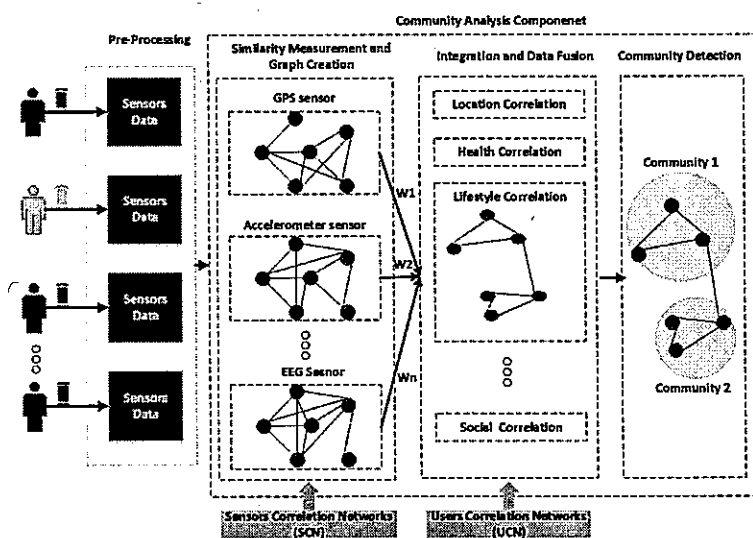 Community Analysis Componenet
Pre-Processing
Similarity Measurement and
Graph Creation
Integration and Data Fusion
Community Detection
Sensors
Data
Sensors
Data
Sensors
Data
Sensors
Data
GPS sensor
Accelerometer sensor
EEG Sesnor
W1
W2
Wn
Location Correlation
Health Correlation
Lifestyle Correlation
Social Correlation
Community 1
Community 2
Sensors Correlation Networks
(SCN)
Users Correlation Networks
(UCN)